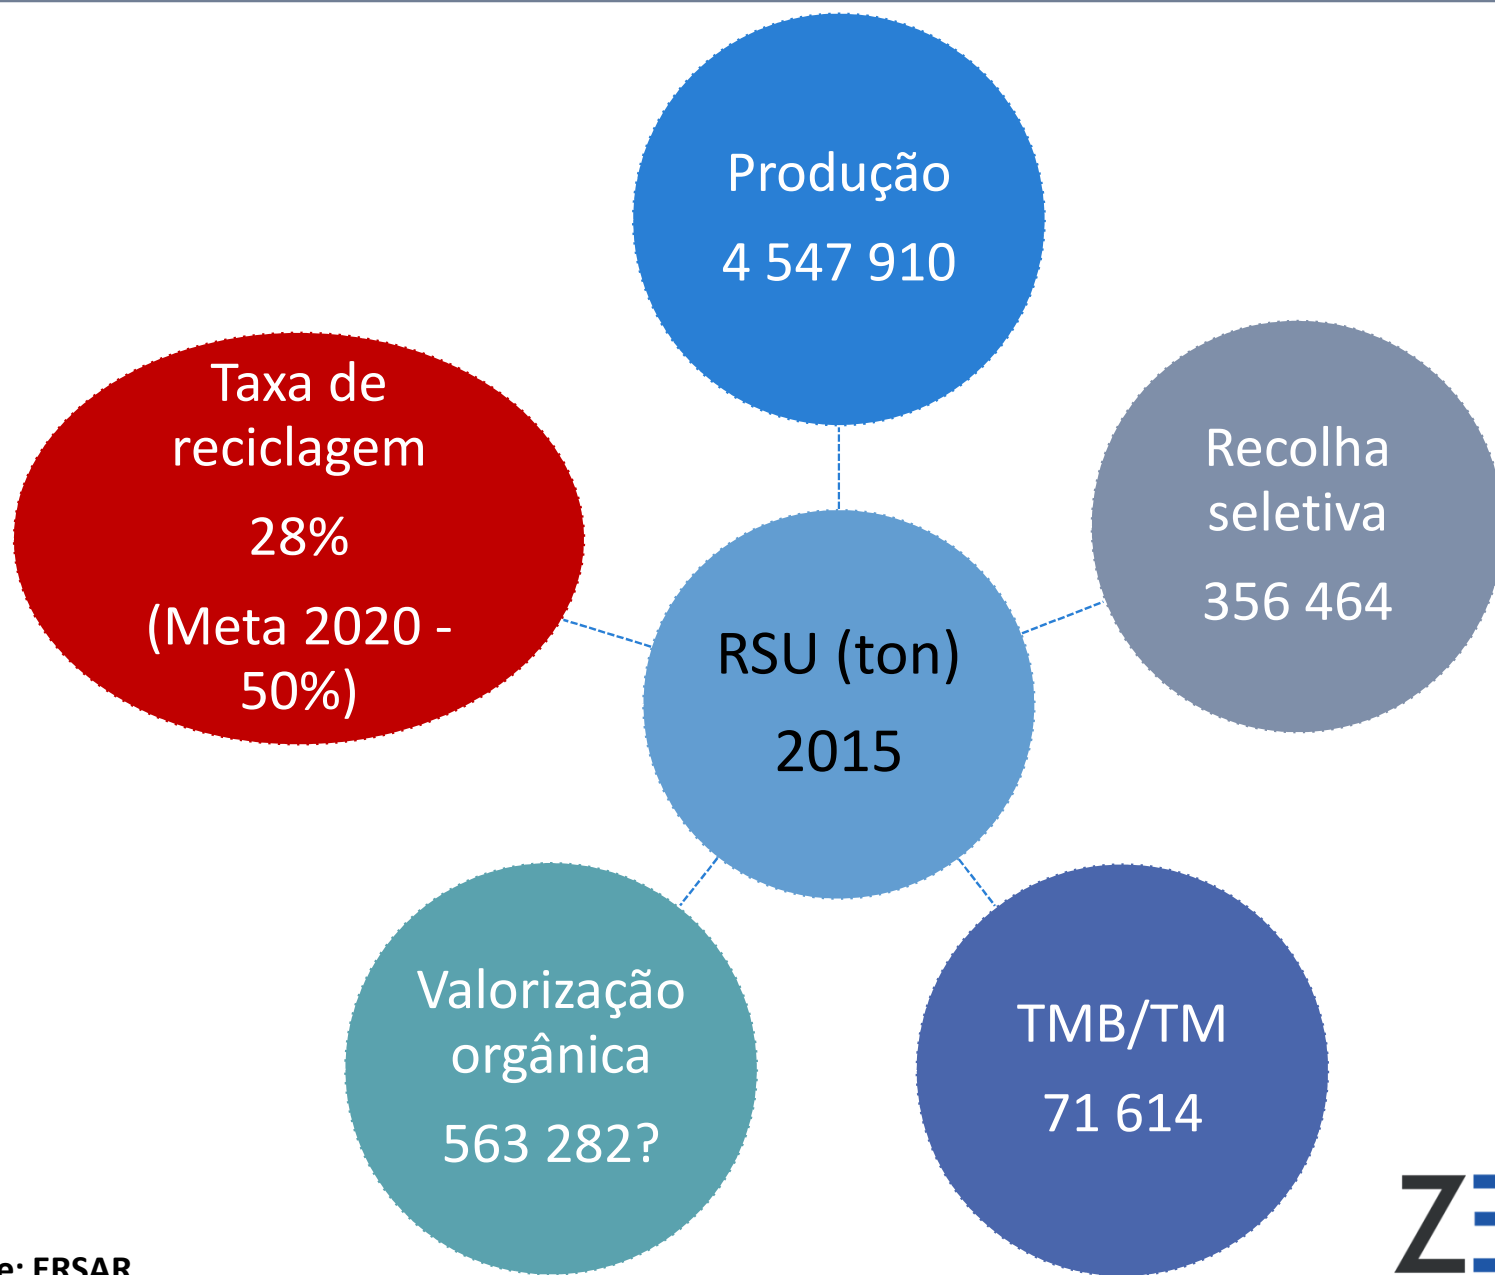 Produção
4 547 910
Recolha
seletiva
356 464
TMB/TM
71 614
Valorização
orgânica
563 282?
Taxa de
reciclagem
28%
(Meta 2020 -
50%)
RSU (ton)
2015
ERSAR